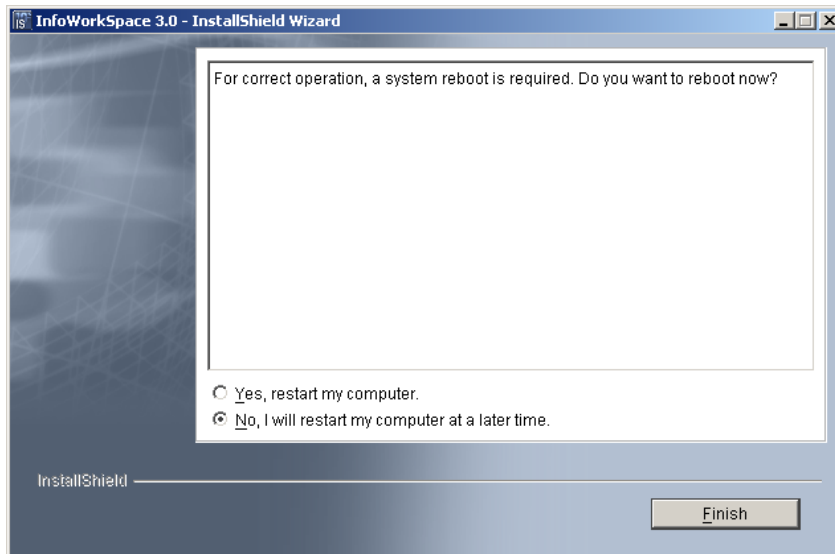 InfoWorkSpace 3.0 - InstallShield Wizard
For correct operation, a system reboot is required. Do you want to reboot now?
Yes, restart my computer.
No, I will restart my computer at a later time.
InstallShield
Finish